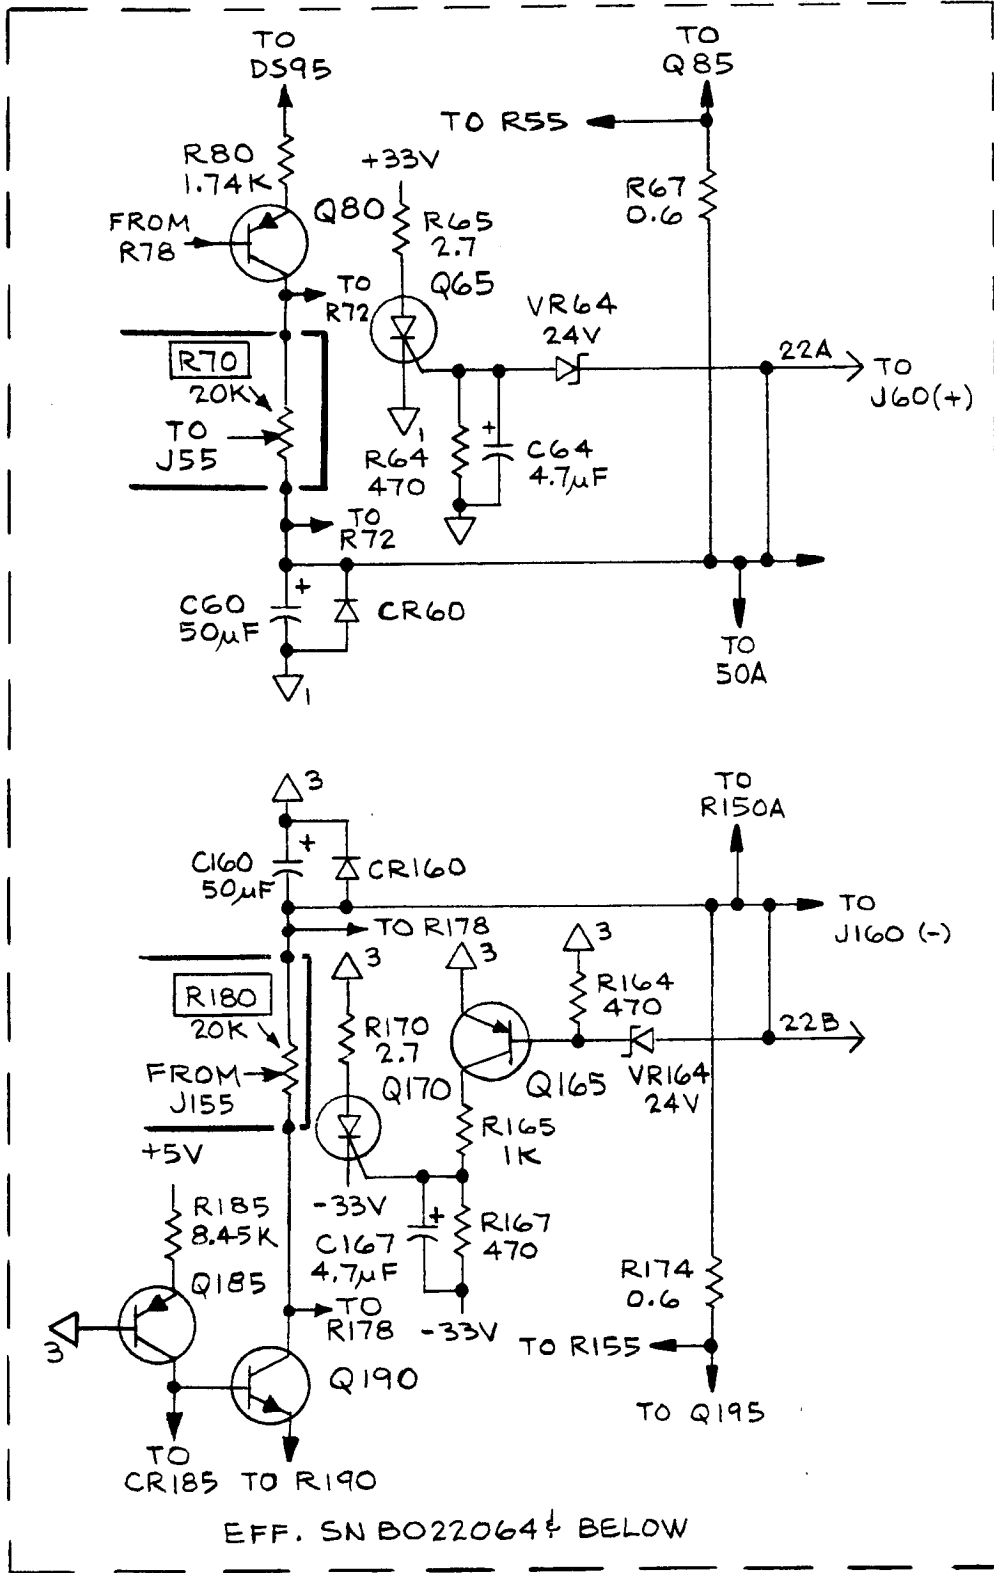 TO
DS95
TO
Q85
TO R55
R80
1.74K
+33V
Q80
R65
2.7
R67
0.6
FROM
R78
TO
R72
Q65
VR64
24V
22A
TO
J60(+)
R70
20K
TO
J55
1
R64
470
+
C64
4.7µF
TO
R72
C60
50µF
+
CR60
TO
50A
1
3
TO
R150A
C160
50µF
+
CR160
TO R178
TO
J160 (-)
3
3
3
R180
20K
R170
2.7
R164
470
22B
FROM
J155
Q170
Q165
VR164
24V
R165
1K
+5V
-33V
R185
8.45K
C167
4.7µF
+
R167
470
Q185
R174
0.6
TO
R178
-33V
3
TO R155
Q190
TO Q195
TO
CR185
TO R190
EFF. SN B022064 & BELOW